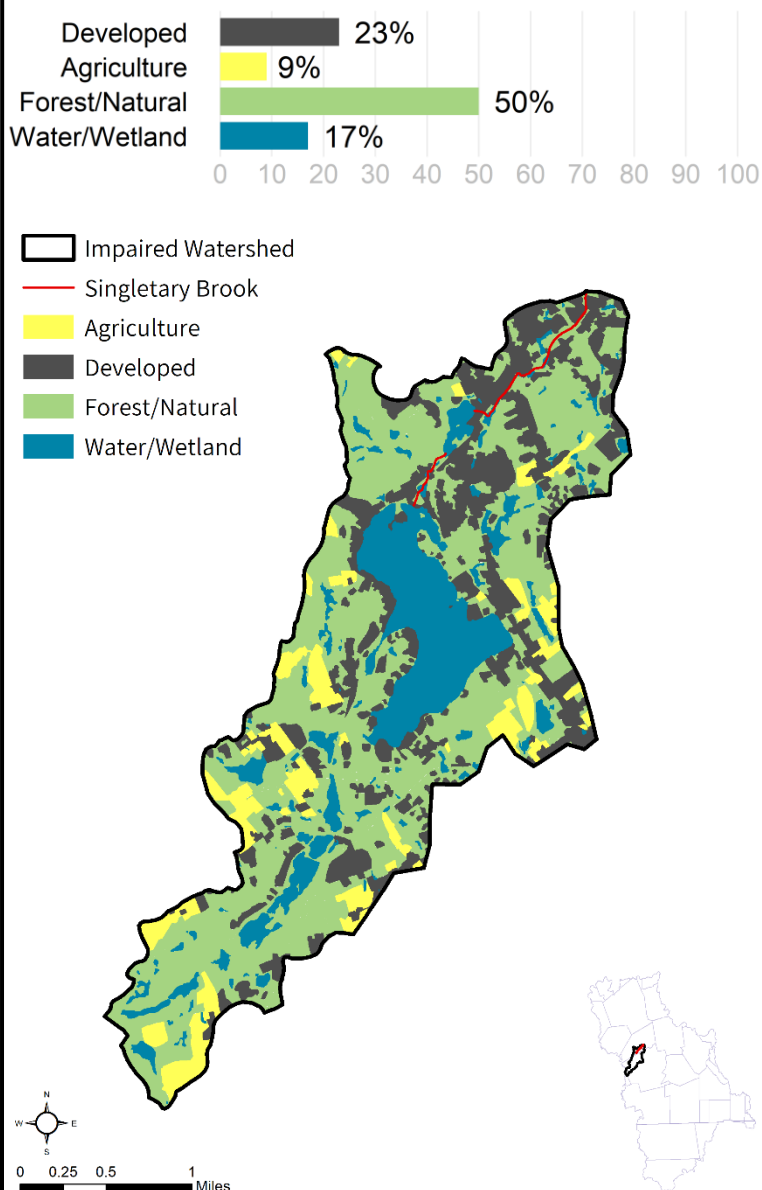 Developed 23%
Agriculture 9%
Forest/Natural 50%
Water/Wetland 17%
0 10 20 30 40 50 60 70 80 90 100
Impaired Watershed
Singletary Brook
Agriculture
Developed
Forest/Natural
Water/Wetland
N
W E
S
0 0.25 0.5 1
Miles